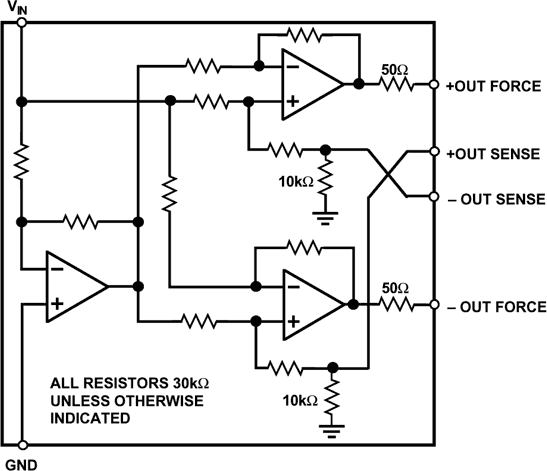 VIN
50Ω
+OUT FORCE
+OUT SENSE
10kΩ
– OUT SENSE
50Ω
– OUT FORCE
ALL RESISTORS 30kΩ
UNLESS OTHERWISE
INDICATED
10kΩ
GND
−
+
−
+
−
+